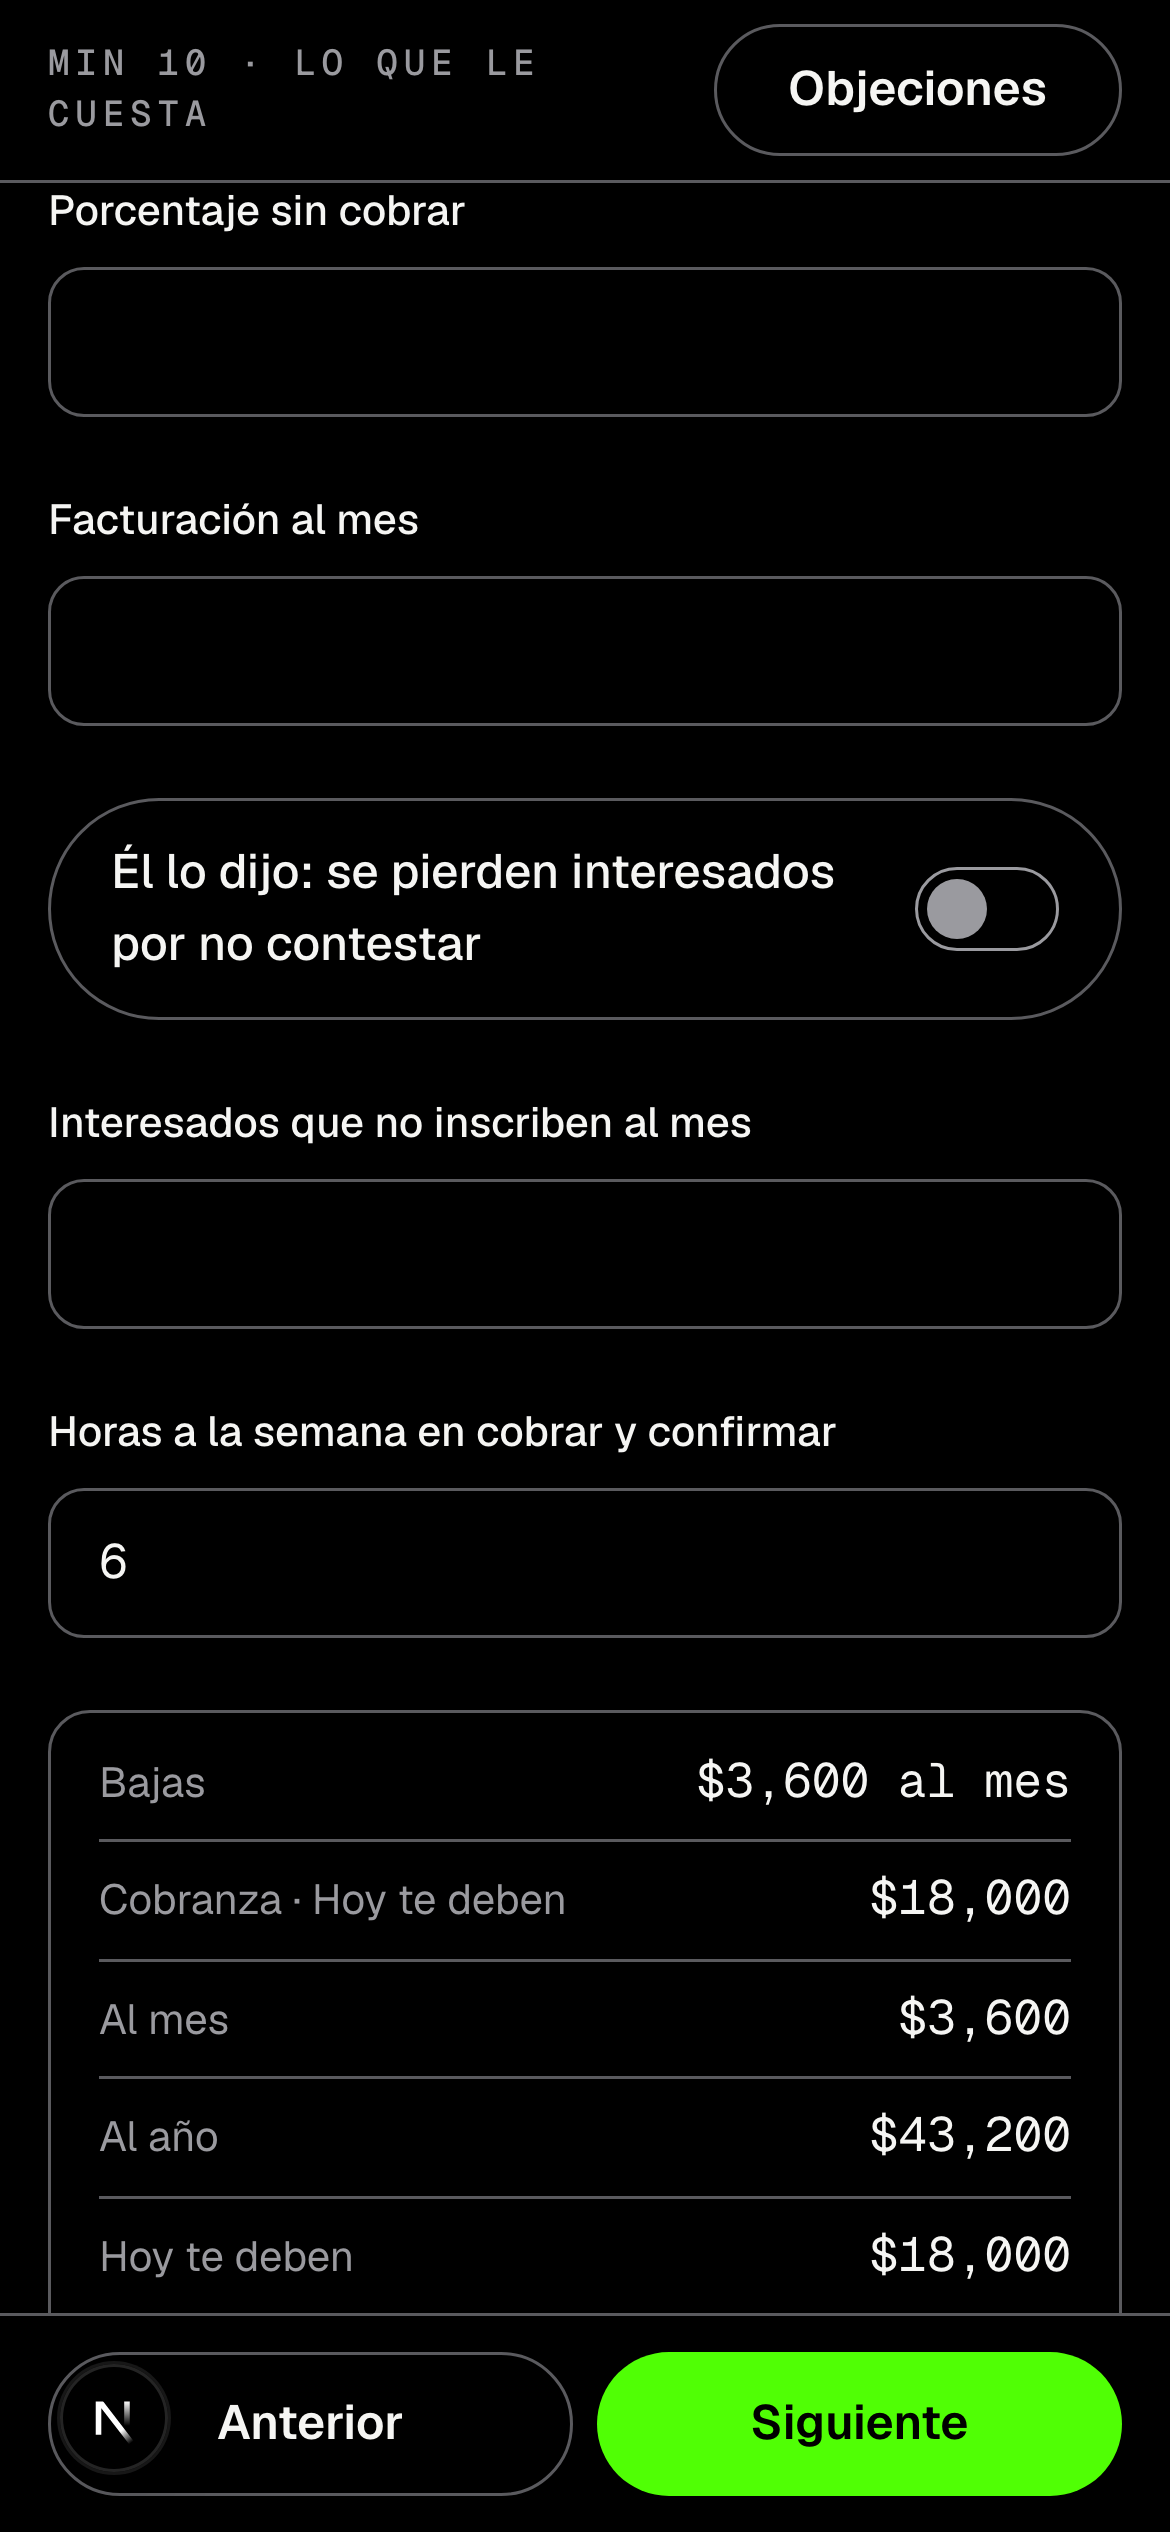 MIN 10 · LO QUE LE
CUESTA
Objeciones
Porcentaje sin cobrar
Facturación al mes
Él lo dijo: se pierden interesados
por no contestar
Interesados que no inscriben al mes
Horas a la semana en cobrar y confirmar
6
Bajas $3,600 al mes
Cobranza · Hoy te deben $18,000
Al mes $3,600
Al año $43,200
Hoy te deben $18,000
N
Anterior
Siguiente